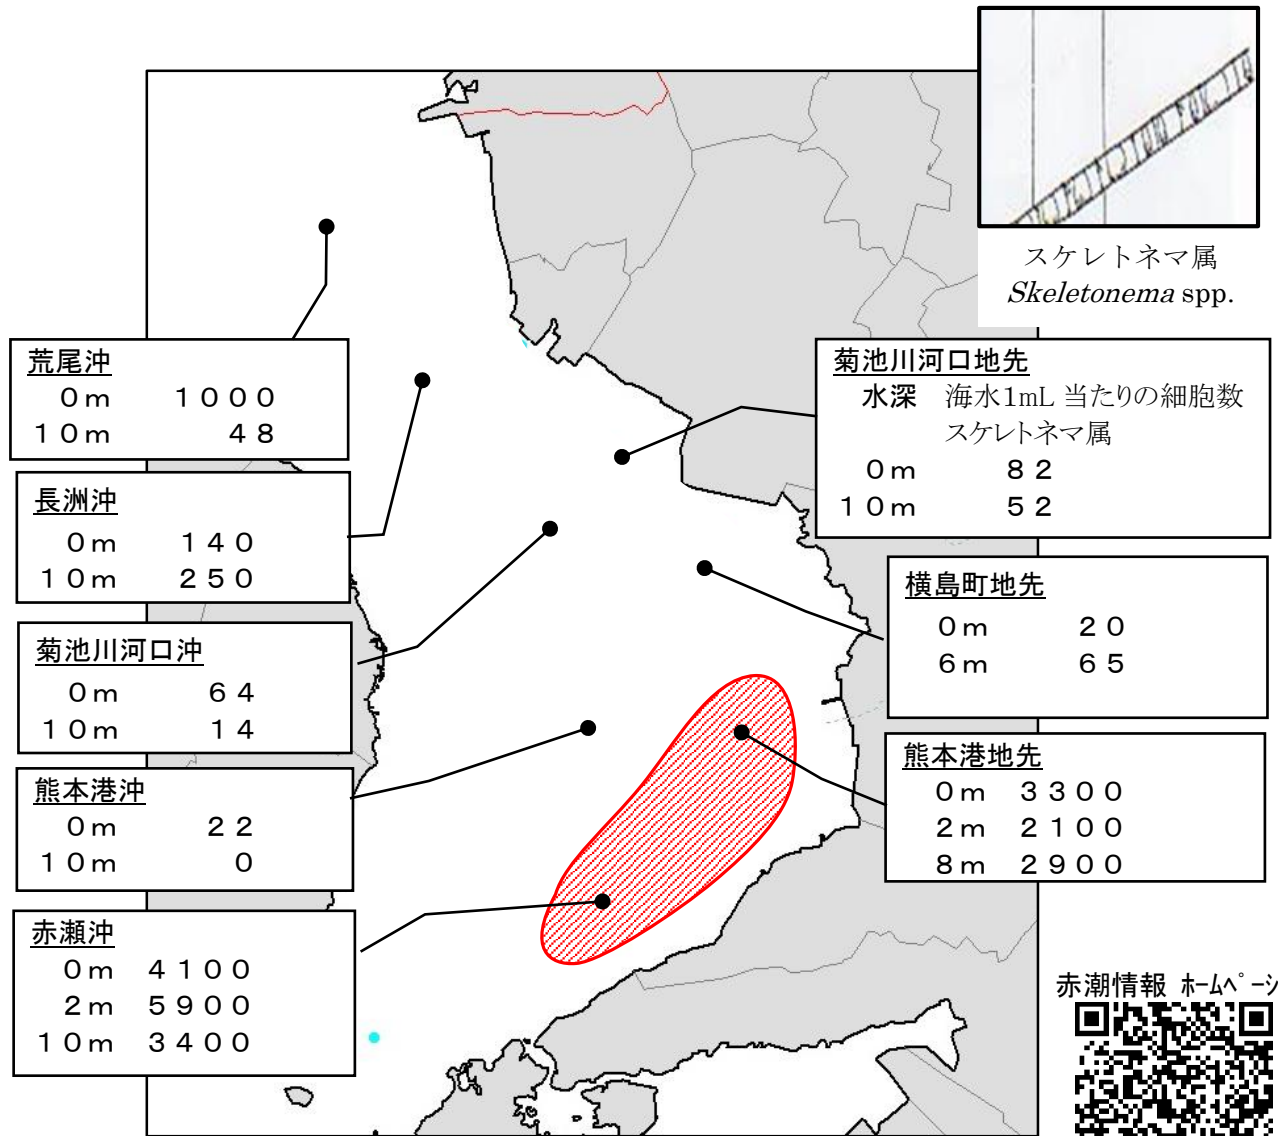 スケレトネマ属
Skeletonema spp.
荒尾沖
0m 1000
10m 48
長洲沖
0m 140
10m 250
菊池川河口沖
0m 64
10m 14
熊本港沖
0m 22
10m 0
赤瀬沖
0m 4100
2m 5900
10m 3400
菊池川河口地先
水深 海水1mL 当たりの細胞数
スケレトネマ属
0m 82
10m 52
横島町地先
0m 20
6m 65
熊本港地先
0m 3300
2m 2100
8m 2900
赤潮情報 ホームページ